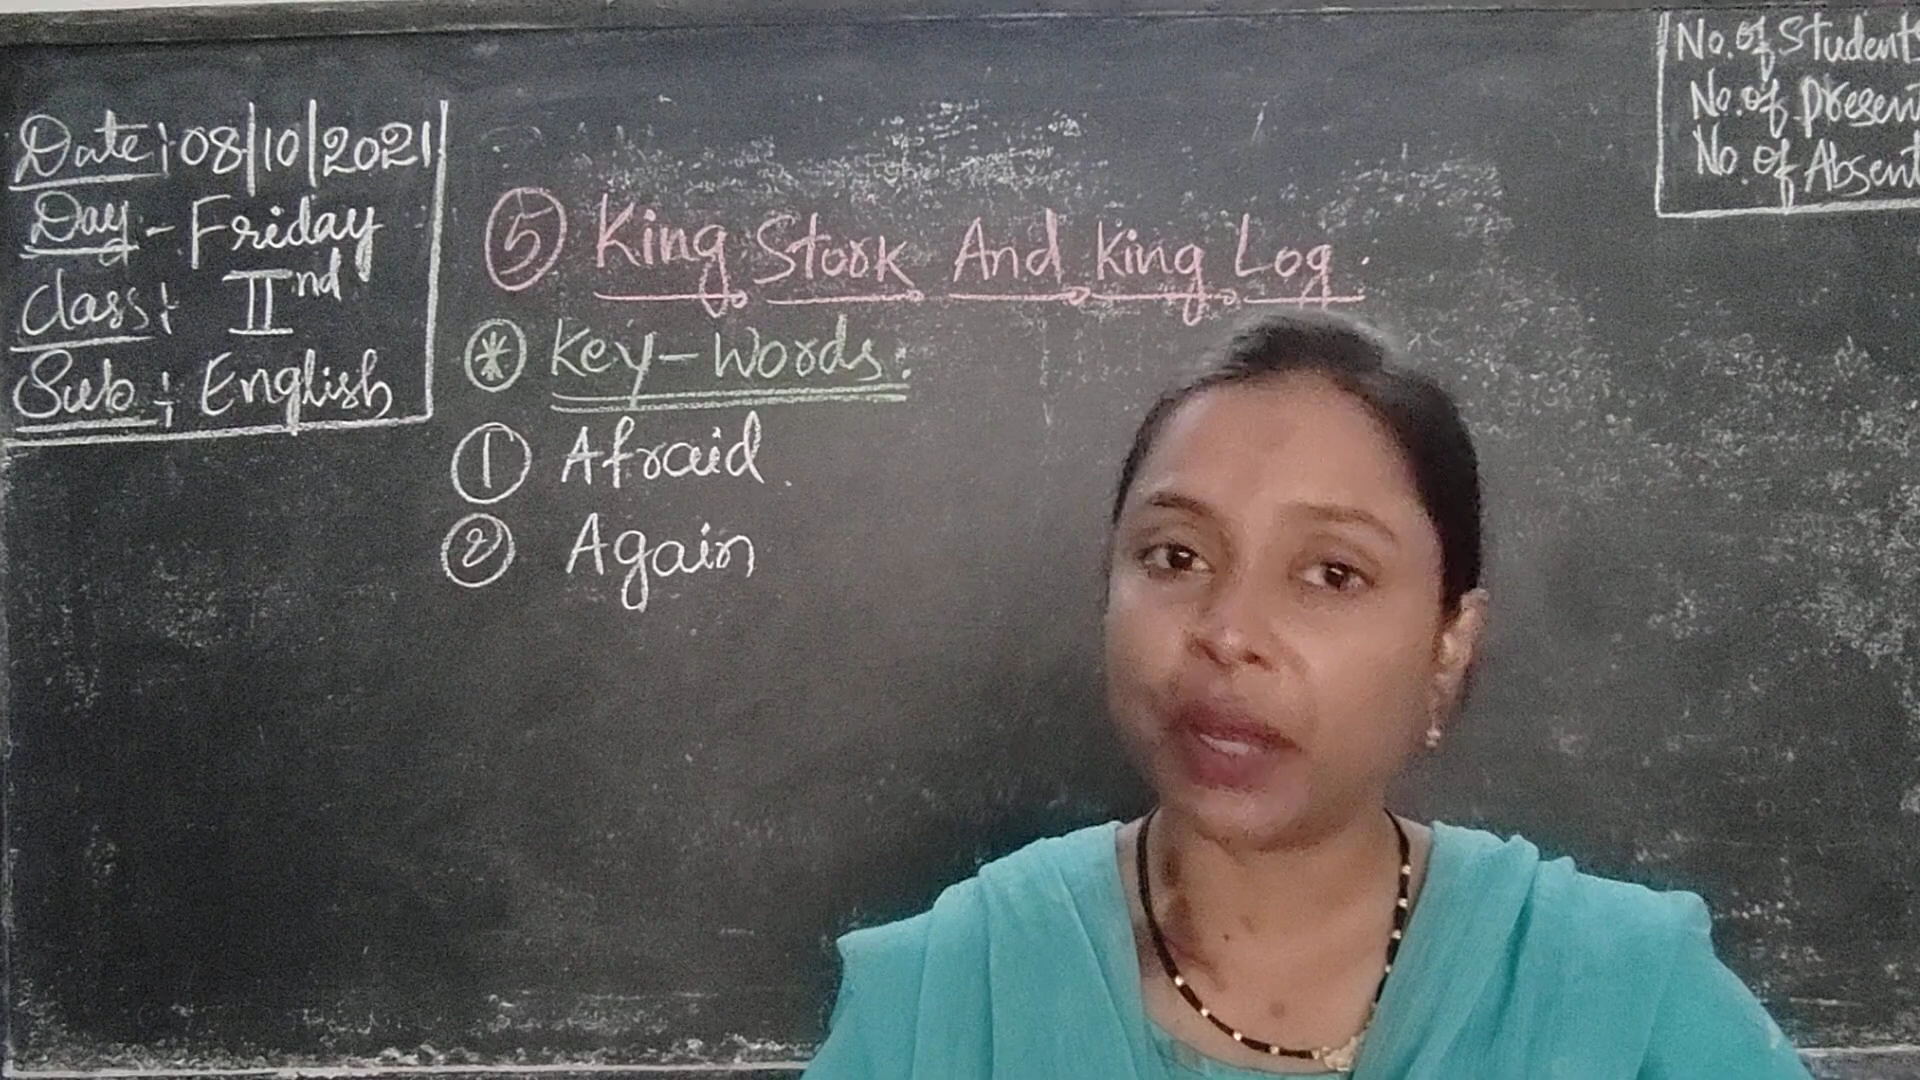 Date: 08/10/2021
Day - Friday
Class: IInd
Sub: English
No. of Students
No. of Present
No. of Absent
5 King Stork And King Log.
* Key-Words:
1 Afraid
2 Again